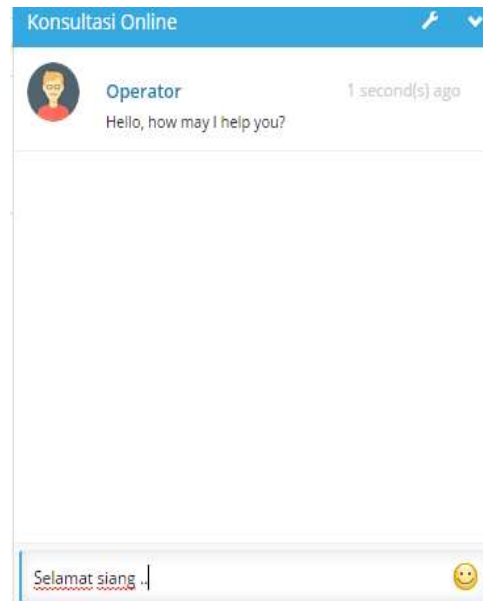 Konsultasi Online
Operator 1 second(s) ago
Hello, how may I help you?
Selamat siang ..